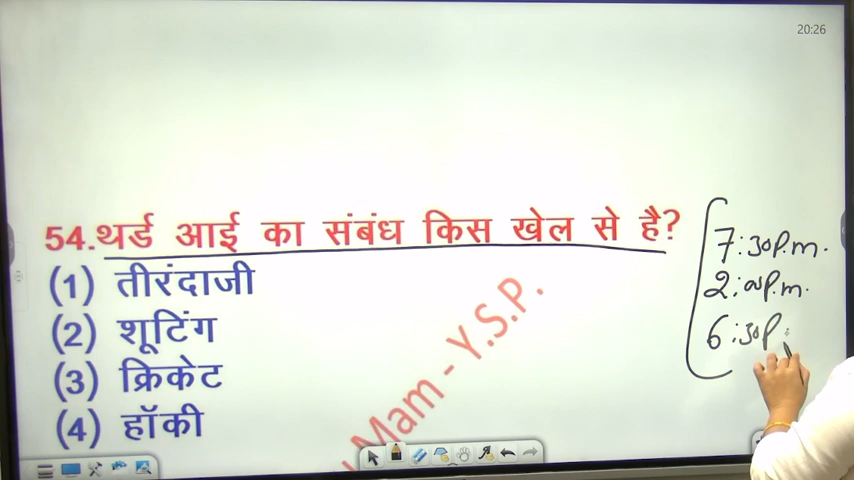 20:26
54.थर्ड आई का संबंध किस खेल से है?
(1) तीरंदाजी
(2) शूटिंग
(3) क्रिकेट
(4) हॉकी
7:30P.m.
2:00P.m.
6:30P
Mam - Y.S.P.